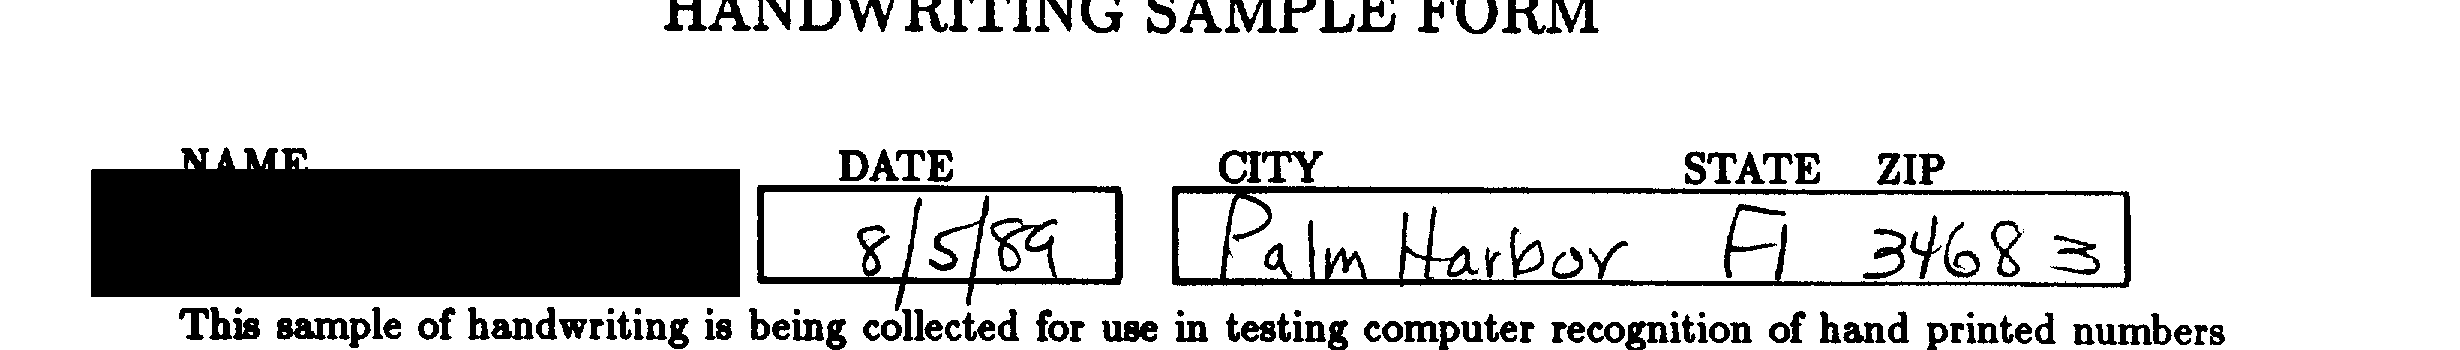 HANDWRITING SAMPLE FORM
NAME DATE CITY STATE ZIP
8/5/89 Palm Harbor Fl 34683
This sample of handwriting is being collected for use in testing computer recognition of hand printed numbers